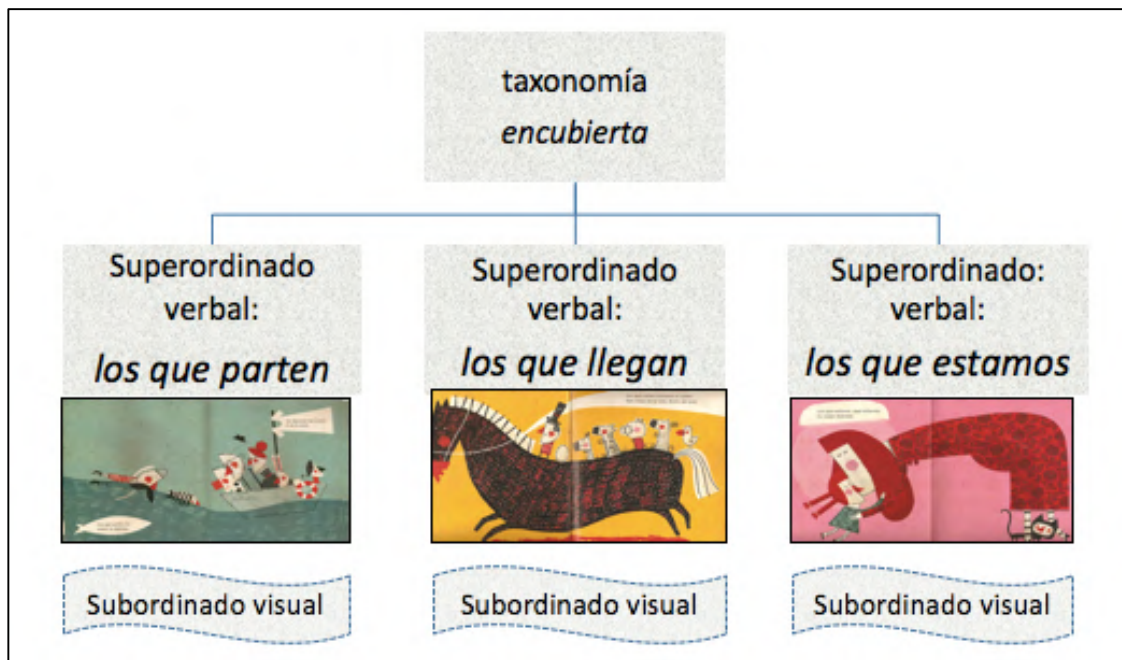 taxonomía
encubierta
Superordinado
verbal:
los que parten
Superordinado
verbal:
los que llegan
Superordinado:
verbal:
los que estamos
Subordinado visual
Subordinado visual
Subordinado visual